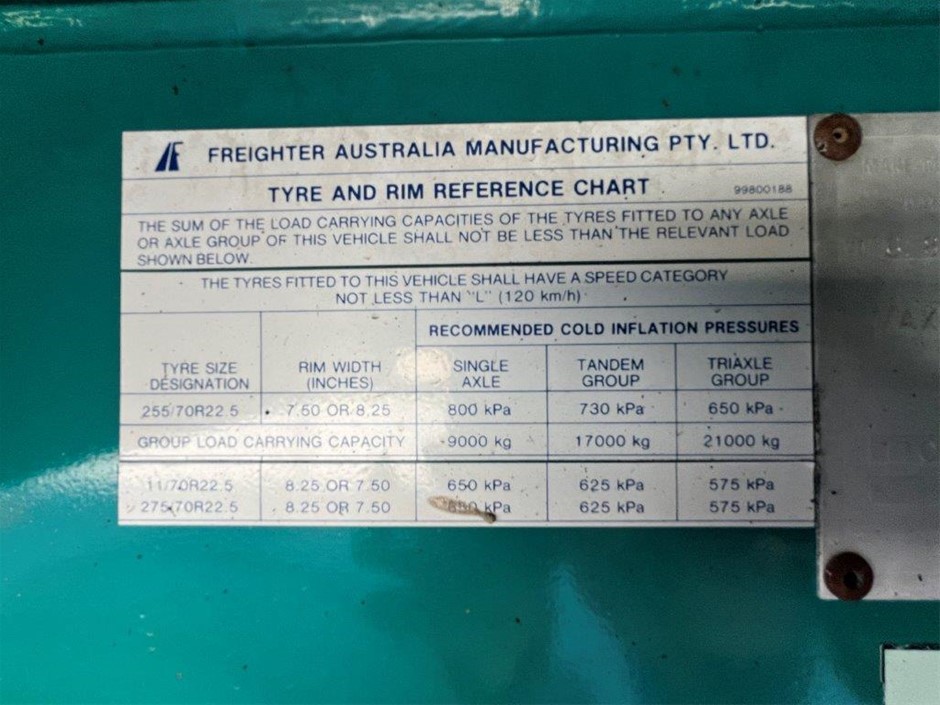 FREIGHTER AUSTRALIA MANUFACTURING PTY. LTD.
TYRE AND RIM REFERENCE CHART 99800188
THE SUM OF THE LOAD CARRYING CAPACITIES OF THE TYRES FITTED TO ANY AXLE
OR AXLE GROUP OF THIS VEHICLE SHALL NOT BE LESS THAN THE RELEVANT LOAD
SHOWN BELOW.
THE TYRES FITTED TO THIS VEHICLE SHALL HAVE A SPEED CATEGORY
NOT LESS THAN "L" (120 km/h)
RECOMMENDED COLD INFLATION PRESSURES
TYRE SIZE RIM WIDTH SINGLE TANDEM TRIAXLE
DESIGNATION (INCHES) AXLE GROUP GROUP
255/70R22.5 7.50 OR 8.25 800 kPa 730 kPa 650 kPa
GROUP LOAD CARRYING CAPACITY 9000 kg 17000 kg 21000 kg
11/70R22.5 8.25 OR 7.50 650 kPa 625 kPa 575 kPa
275/70R22.5 8.25 OR 7.50 650 kPa 625 kPa 575 kPa